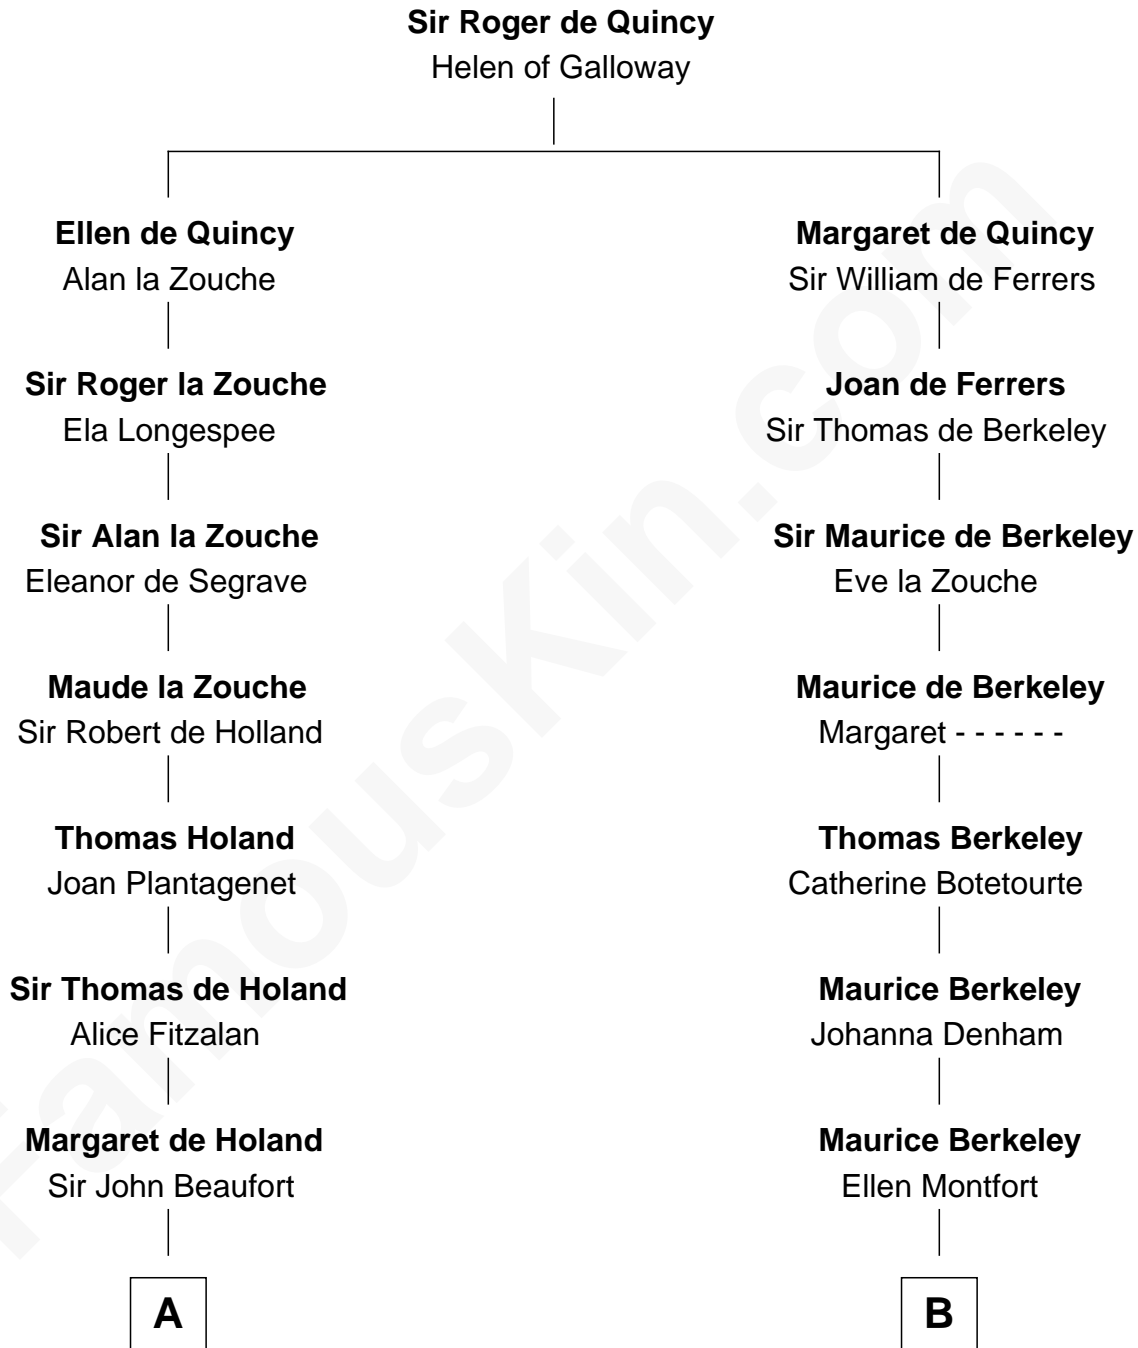 Sir Roger de Quincy
Helen of Galloway
Ellen de Quincy
Alan la Zouche
Margaret de Quincy
Sir William de Ferrers
Sir Roger la Zouche
Ela Longespee
Joan de Ferrers
Sir Thomas de Berkeley
Sir Alan la Zouche
Eleanor de Segrave
Sir Maurice de Berkeley
Eve la Zouche
Maude la Zouche
Sir Robert de Holland
Maurice de Berkeley
Margaret - - - - - -
Thomas Holand
Joan Plantagenet
Thomas Berkeley
Catherine Botetourte
Sir Thomas de Holand
Alice Fitzalan
Maurice Berkeley
Johanna Denham
Margaret de Holand
Sir John Beaufort
Maurice Berkeley
Ellen Montfort
A
B
FamousKin.com